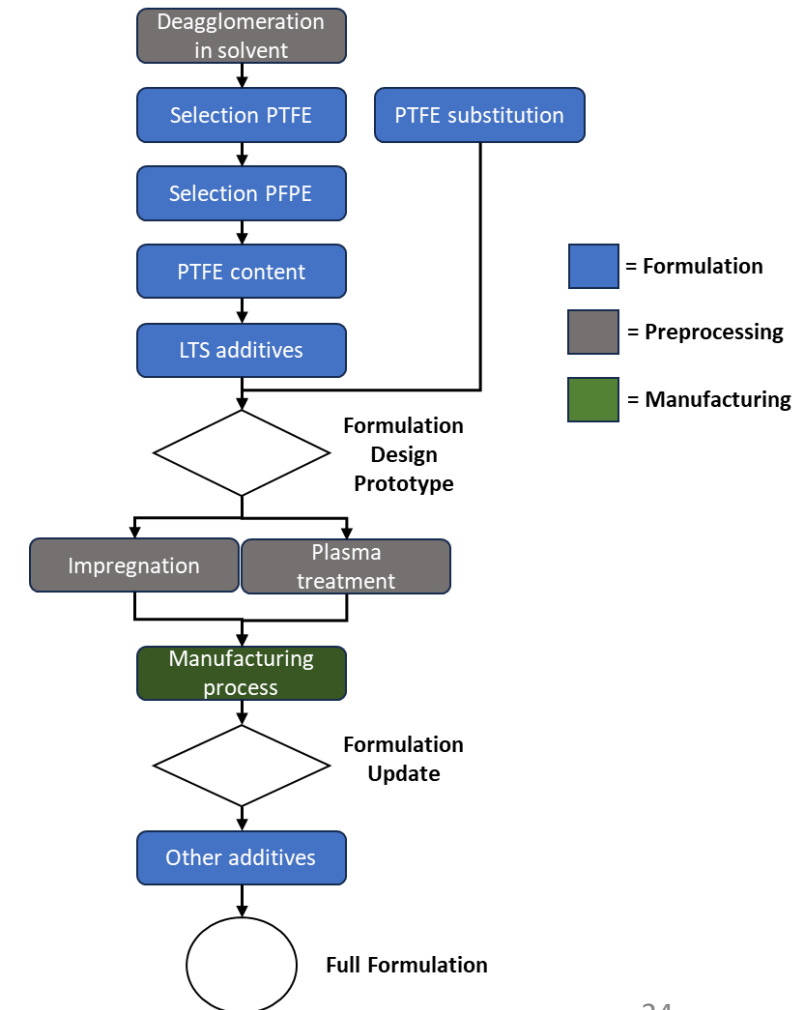 Deagglomeration
in solvent
Selection PTFE
PTFE substitution
Selection PFPE
PTFE content
= Formulation
= Preprocessing
LTS additives
= Manufacturing
Formulation
Design
Prototype
Impregnation
Plasma
treatment
Manufacturing
process
Formulation
Update
Other additives
Full Formulation